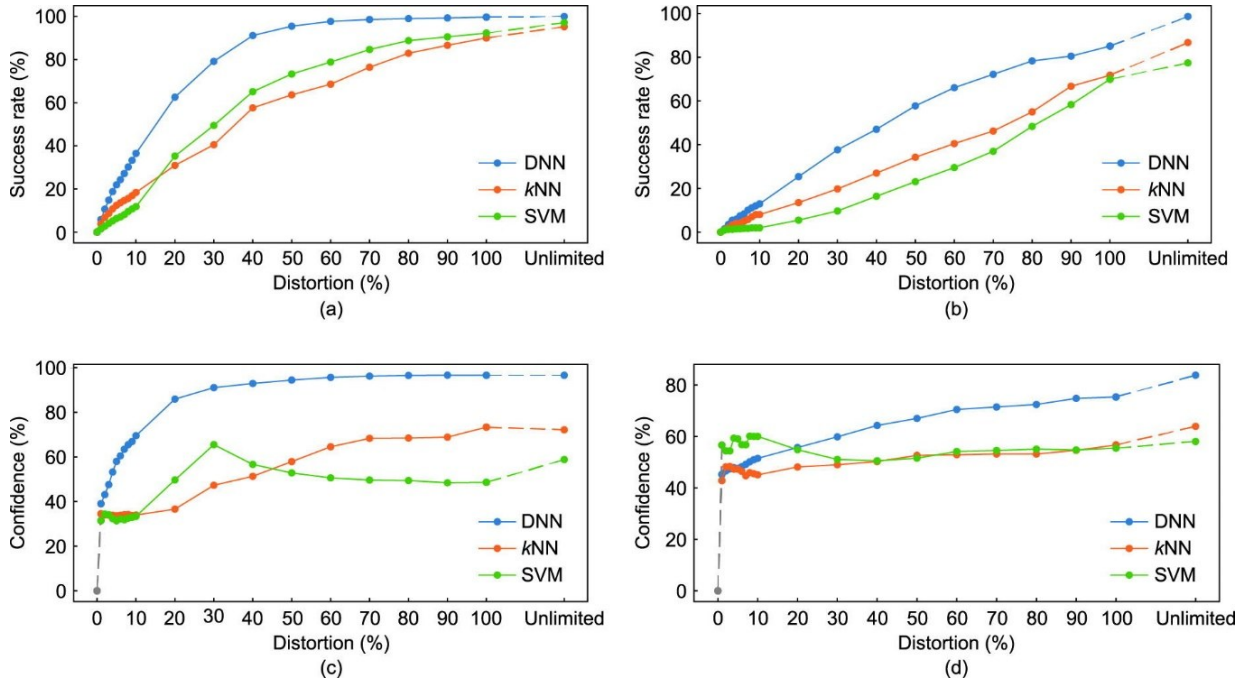 100
80
60
40
20
0
Success rate (%)
DNN
kNN
SVM
0 10 20 30 40 50 60 70 80 90 100 Unlimited
Distortion (%)
(a)
100
80
60
40
20
0
Success rate (%)
DNN
kNN
SVM
0 10 20 30 40 50 60 70 80 90 100 Unlimited
Distortion (%)
(b)
100
80
60
40
20
0
Confidence (%)
DNN
kNN
SVM
0 10 20 30 40 50 60 70 80 90 100 Unlimited
Distortion (%)
(c)
80
60
40
20
0
Confidence (%)
DNN
kNN
SVM
0 10 20 30 40 50 60 70 80 90 100 Unlimited
Distortion (%)
(d)